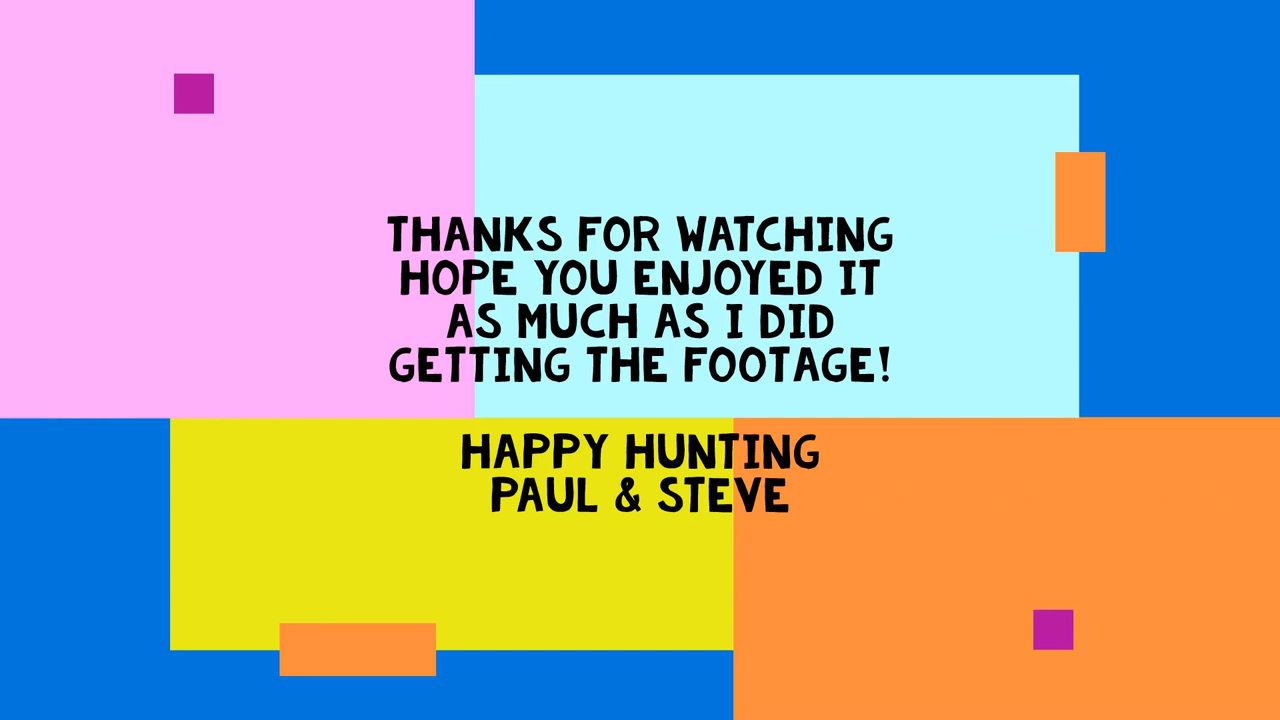 THANKS FOR WATCHING
HOPE YOU ENJOYED IT
AS MUCH AS I DID
GETTING THE FOOTAGE!
HAPPY HUNTING
PAUL & STEVE